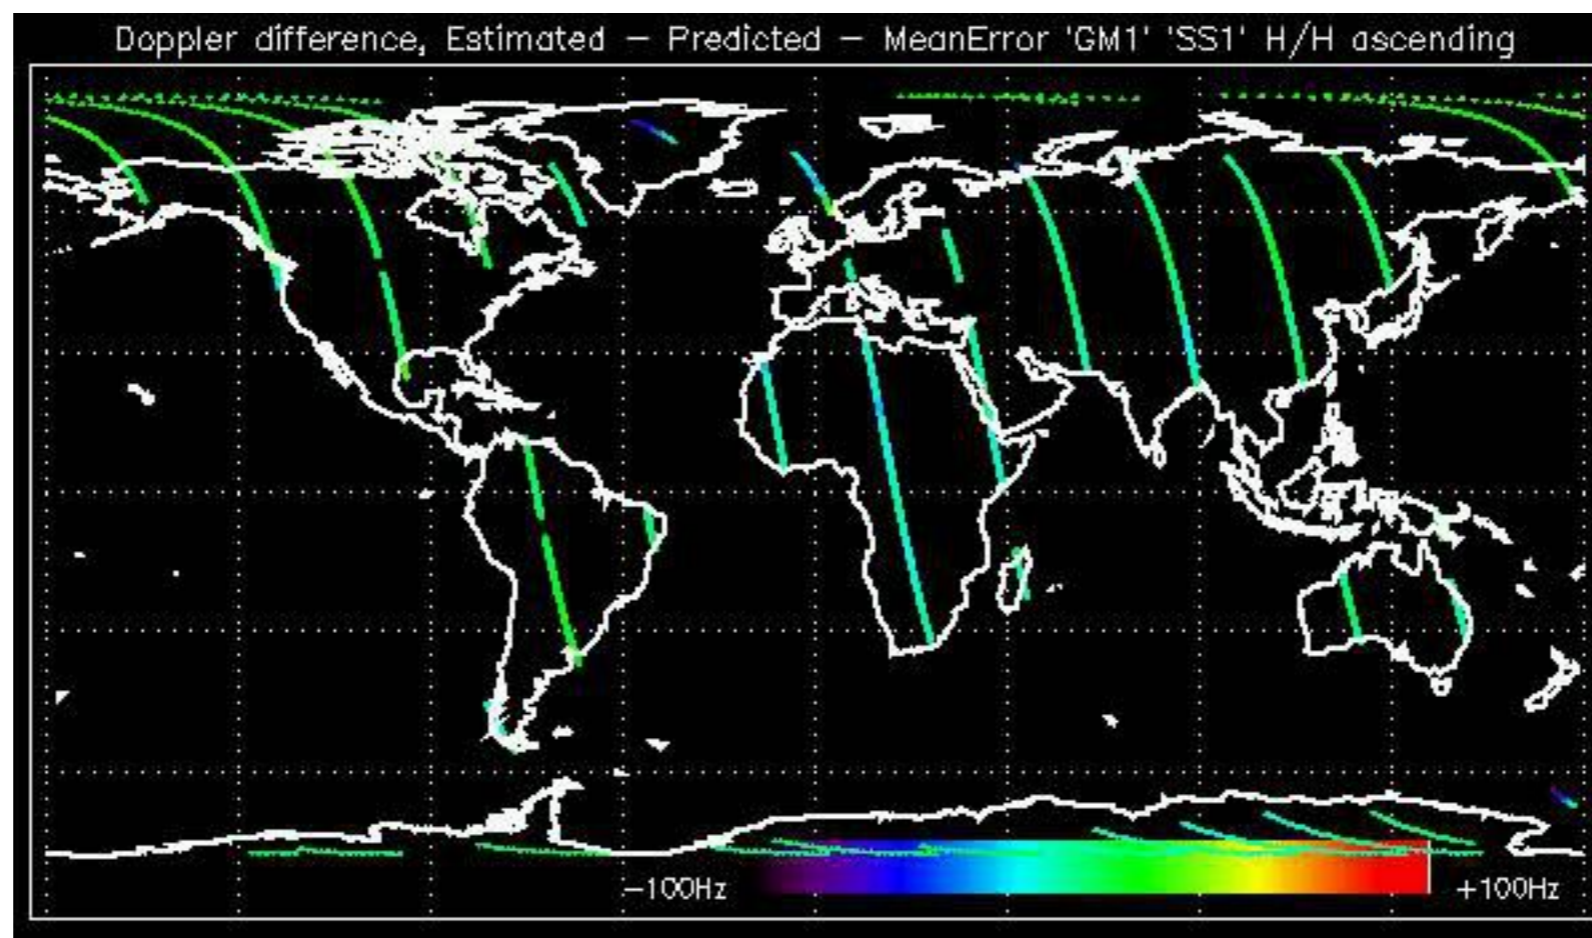 Doppler difference, Estimated – Predicted – MeanError 'GM1' 'SS1' H/H ascending
–100Hz +100Hz